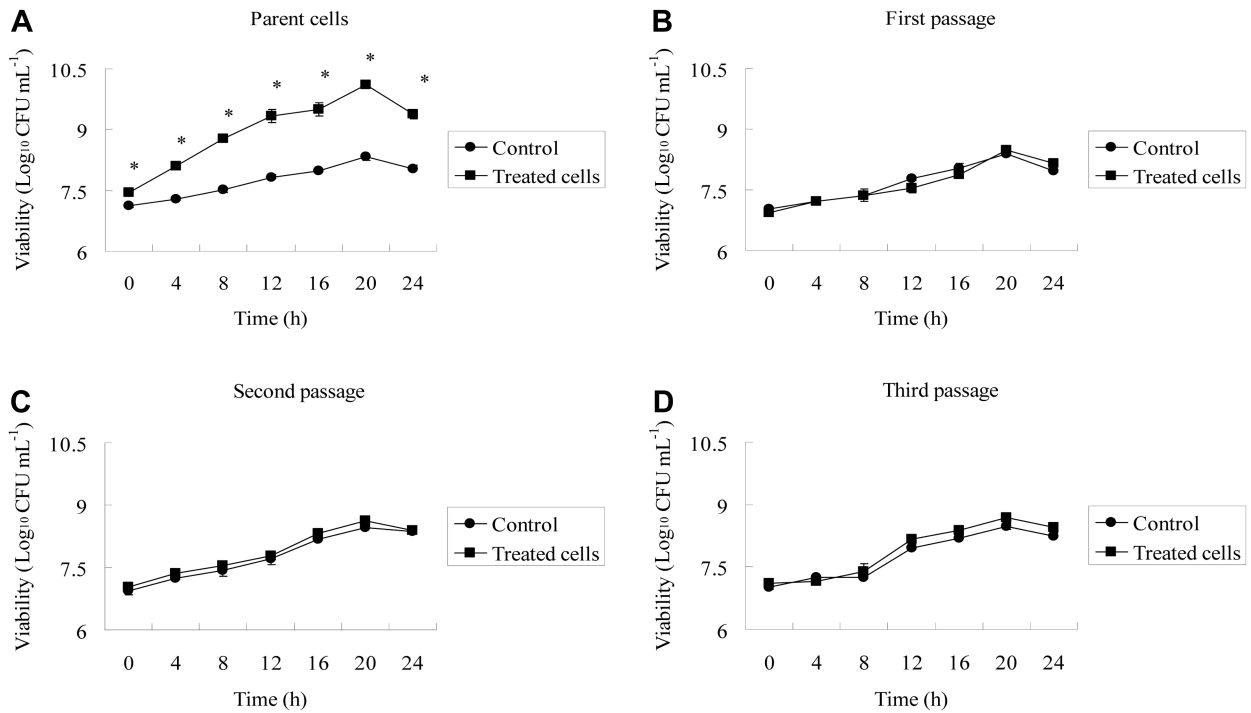 A
Parent cells
Viability (Log₁₀ CFU mL⁻¹)
10.5
9
7.5
6
* * * * * * *
0 4 8 12 16 20 24
Time (h)
Control
Treated cells
B
First passage
Viability (Log₁₀ CFU mL⁻¹)
10.5
9
7.5
6
0 4 8 12 16 20 24
Time (h)
Control
Treated cells
C
Second passage
Viability (Log₁₀ CFU mL⁻¹)
10.5
9
7.5
6
0 4 8 12 16 20 24
Time (h)
Control
Treated cells
D
Third passage
Viability (Log₁₀ CFU mL⁻¹)
10.5
9
7.5
6
0 4 8 12 16 20 24
Time (h)
Control
Treated cells